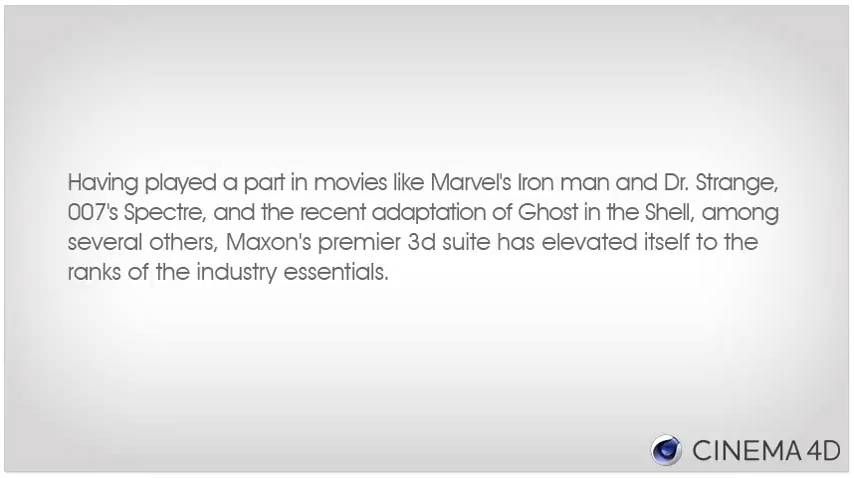 Having played a part in movies like Marvel's Iron man and Dr. Strange,
007's Spectre, and the recent adaptation of Ghost in the Shell, among
several others, Maxon's premier 3d suite has elevated itself to the
ranks of the industry essentials.
CINEMA 4D